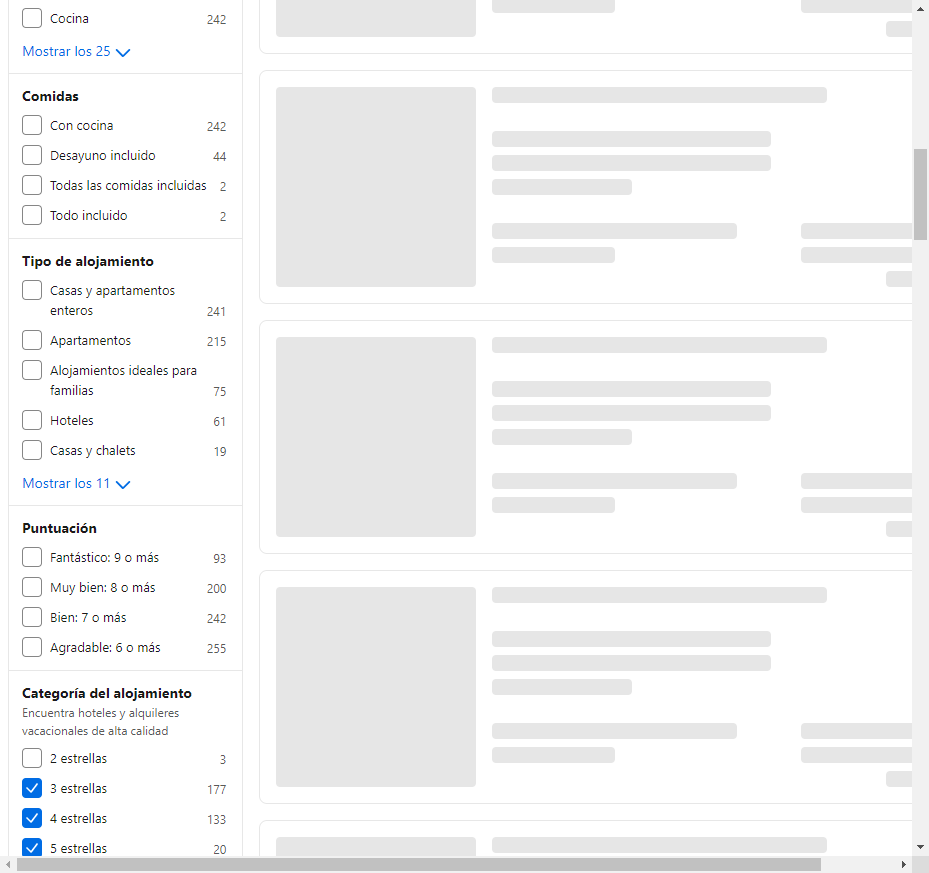 Cocina 242
Mostrar los 25
Comidas
Con cocina 242
Desayuno incluido 44
Todas las comidas incluidas 2
Todo incluido 2
Tipo de alojamiento
Casas y apartamentos
enteros 241
Apartamentos 215
Alojamientos ideales para
familias 75
Hoteles 61
Casas y chalets 19
Mostrar los 11
Puntuación
Fantástico: 9 o más 93
Muy bien: 8 o más 200
Bien: 7 o más 242
Agradable: 6 o más 255
Categoría del alojamiento
Encuentra hoteles y alquileres
vacacionales de alta calidad
2 estrellas 3
3 estrellas 177
4 estrellas 133
5 estrellas 20